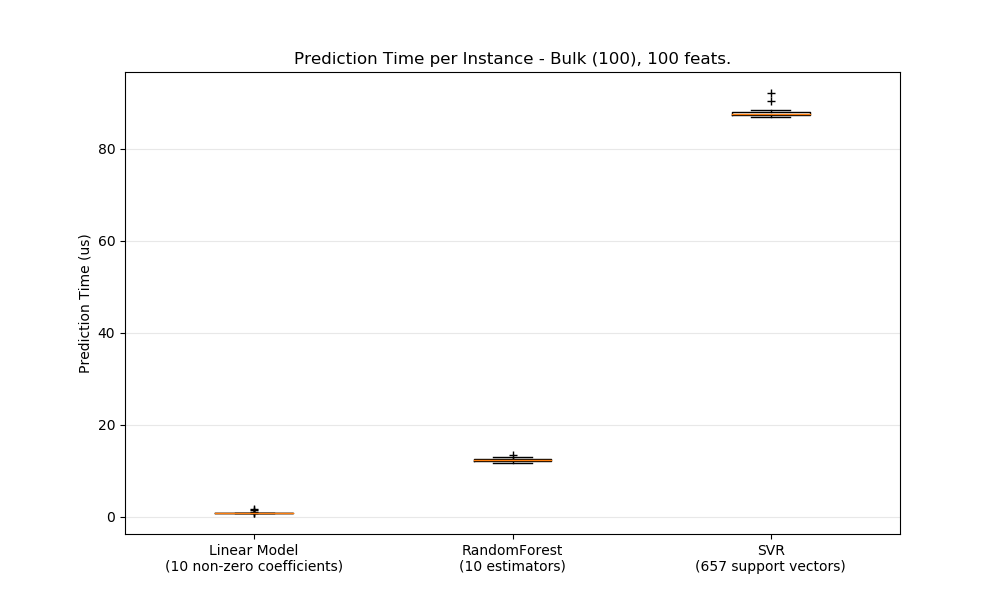 Prediction Time per Instance - Bulk (100), 100 feats.
Prediction Time (us)
80
60
40
20
0
Linear Model
(10 non-zero coefficients)
RandomForest
(10 estimators)
SVR
(657 support vectors)